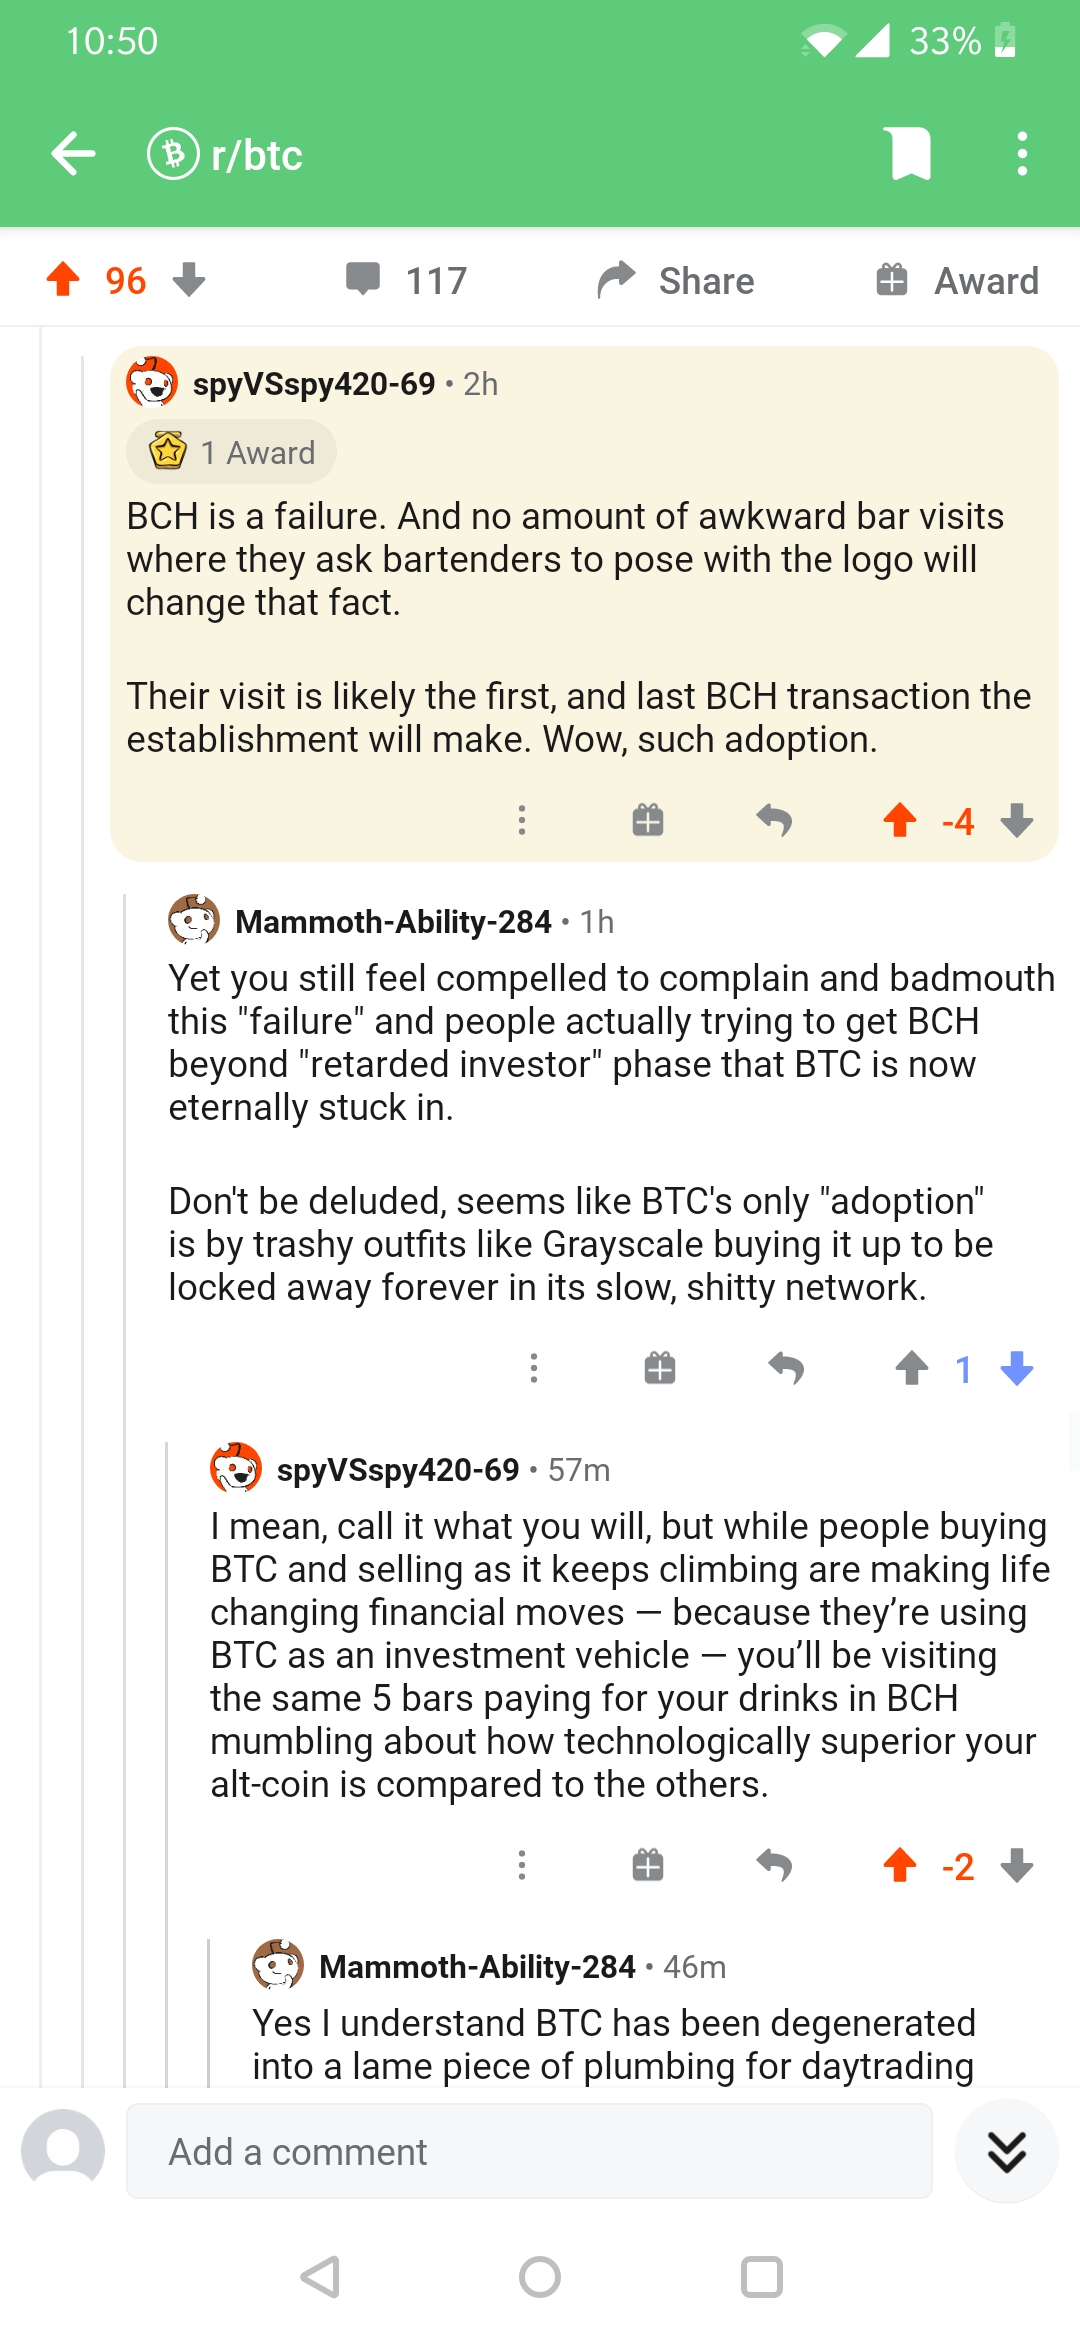 10:50
33%
r/btc
96
117
Share
Award
spyVSspy420-69 • 2h
1 Award
BCH is a failure. And no amount of awkward bar visits
where they ask bartenders to pose with the logo will
change that fact.
Their visit is likely the first, and last BCH transaction the
establishment will make. Wow, such adoption.
-4
Mammoth-Ability-284 • 1h
Yet you still feel compelled to complain and badmouth
this "failure" and people actually trying to get BCH
beyond "retarded investor" phase that BTC is now
eternally stuck in.
Don't be deluded, seems like BTC's only "adoption"
is by trashy outfits like Grayscale buying it up to be
locked away forever in its slow, shitty network.
1
spyVSspy420-69 • 57m
I mean, call it what you will, but while people buying
BTC and selling as it keeps climbing are making life
changing financial moves — because they’re using
BTC as an investment vehicle — you’ll be visiting
the same 5 bars paying for your drinks in BCH
mumbling about how technologically superior your
alt-coin is compared to the others.
-2
Mammoth-Ability-284 • 46m
Yes I understand BTC has been degenerated
into a lame piece of plumbing for daytrading
Add a comment